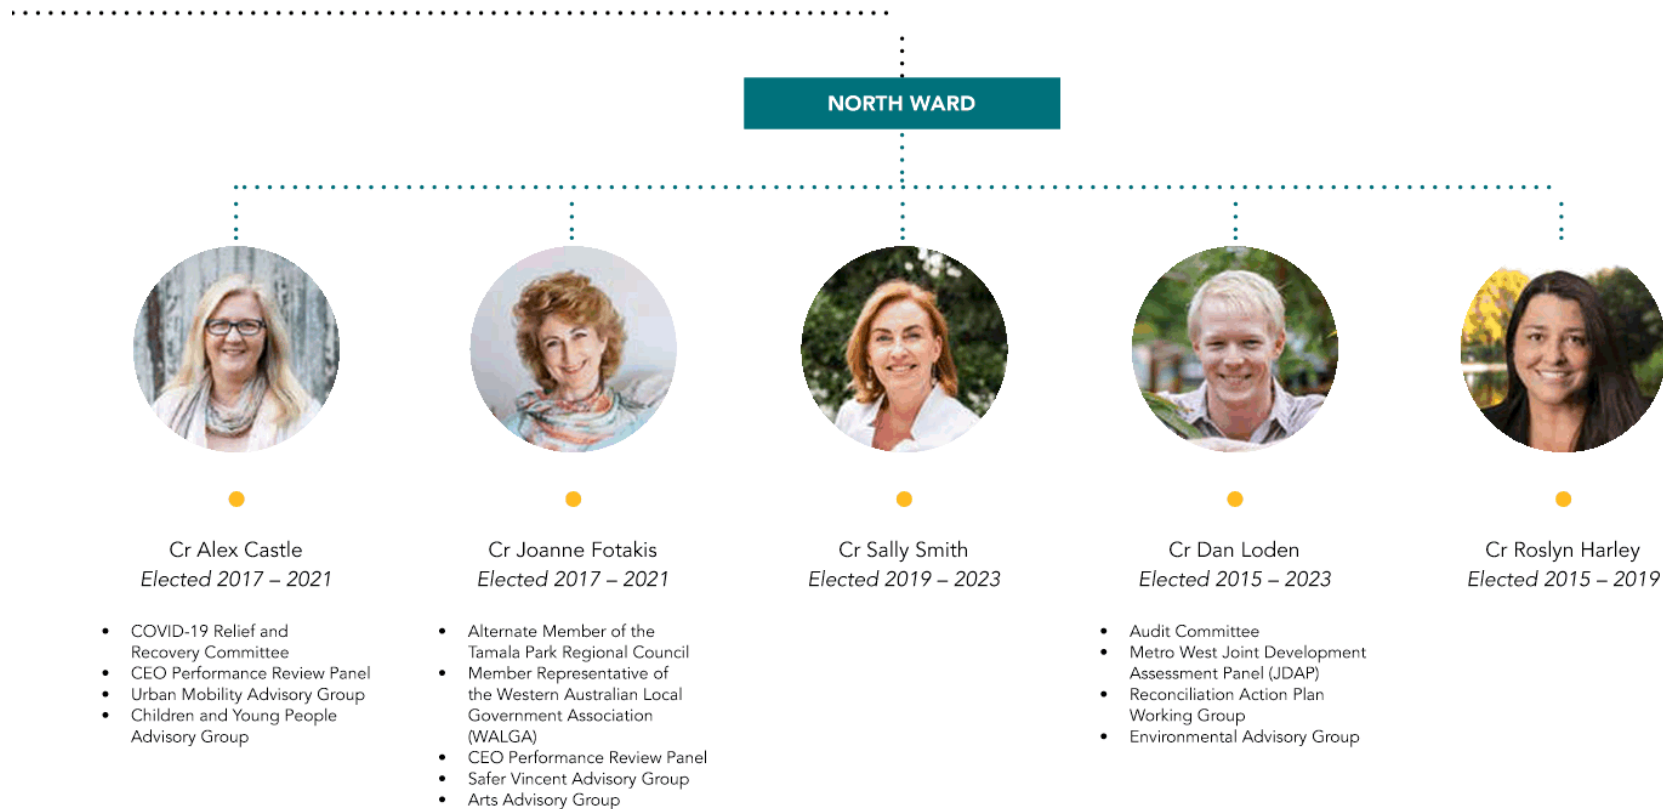 NORTH WARD
Cr Alex Castle
Elected 2017 – 2021
• COVID-19 Relief and
Recovery Committee
• CEO Performance Review Panel
• Urban Mobility Advisory Group
• Children and Young People
Advisory Group
Cr Joanne Fotakis
Elected 2017 – 2021
• Alternate Member of the
Tamala Park Regional Council
• Member Representative of
the Western Australian Local
Government Association
(WALGA)
• CEO Performance Review Panel
• Safer Vincent Advisory Group
• Arts Advisory Group
Cr Sally Smith
Elected 2019 – 2023
Cr Dan Loden
Elected 2015 – 2023
• Audit Committee
• Metro West Joint Development
Assessment Panel (JDAP)
• Reconciliation Action Plan
Working Group
• Environmental Advisory Group
Cr Roslyn Harley
Elected 2015 – 2019